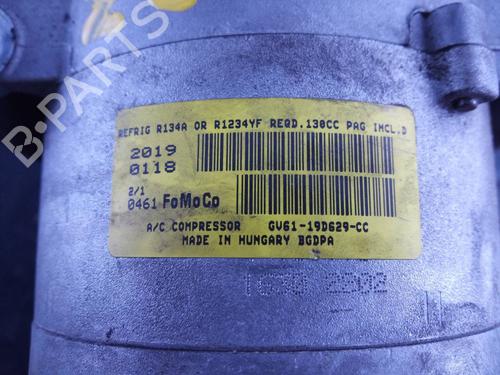 B-PARTS
REFRIG R134A OR R1234YF REQD.130CC PAG INCL.D
2019
0118
2/1
0461 FoMoCo
A/C COMPRESSOR GV61-19D629-CC
MADE IN HUNGARY BGDPA
2202